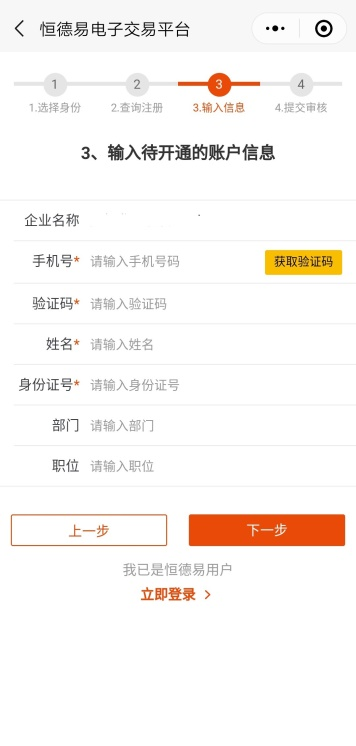 恒德易电子交易平台
1 2 3 4
1.选择身份 2.查询注册 3.输入信息 4.提交审核
3、输入待开通的账户信息
企业名称
手机号* 请输入手机号码 获取验证码
验证码* 请输入验证码
姓名* 请输入姓名
身份证号* 请输入身份证号
部门 请输入部门
职位 请输入职位
上一步 下一步
我已是恒德易用户
立即登录 >